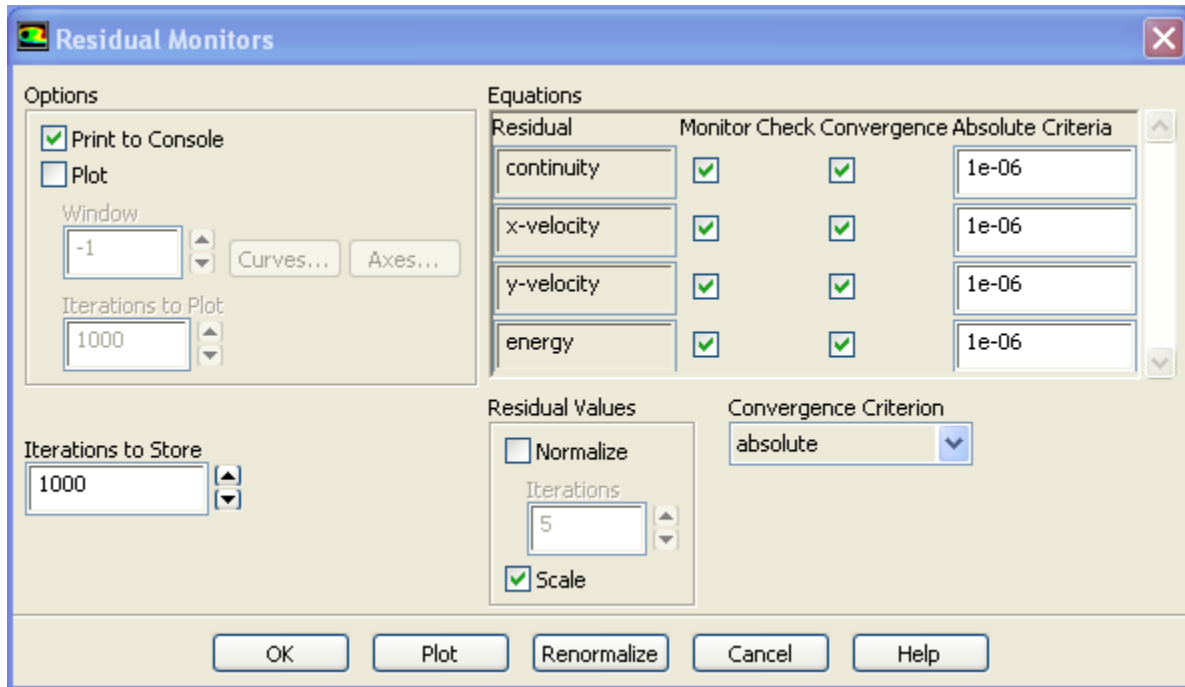 Residual Monitors
Options
Print to Console
Plot
Window
-1
Curves...
Axes...
Iterations to Plot
1000
Iterations to Store
1000
Equations
Residual Monitor Check Convergence Absolute Criteria
continuity 1e-06
x-velocity 1e-06
y-velocity 1e-06
energy 1e-06
Residual Values
Normalize
Iterations
5
Scale
Convergence Criterion
absolute
OK Plot Renormalize Cancel Help